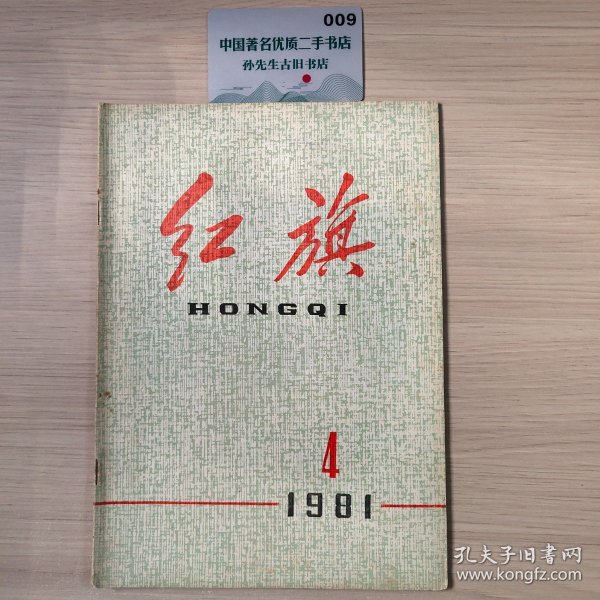 009
中国著名优质二手书店
孙先生古旧书店
红旗
HONGQI
4
1981
孔夫子旧书网
www.kongfz.com